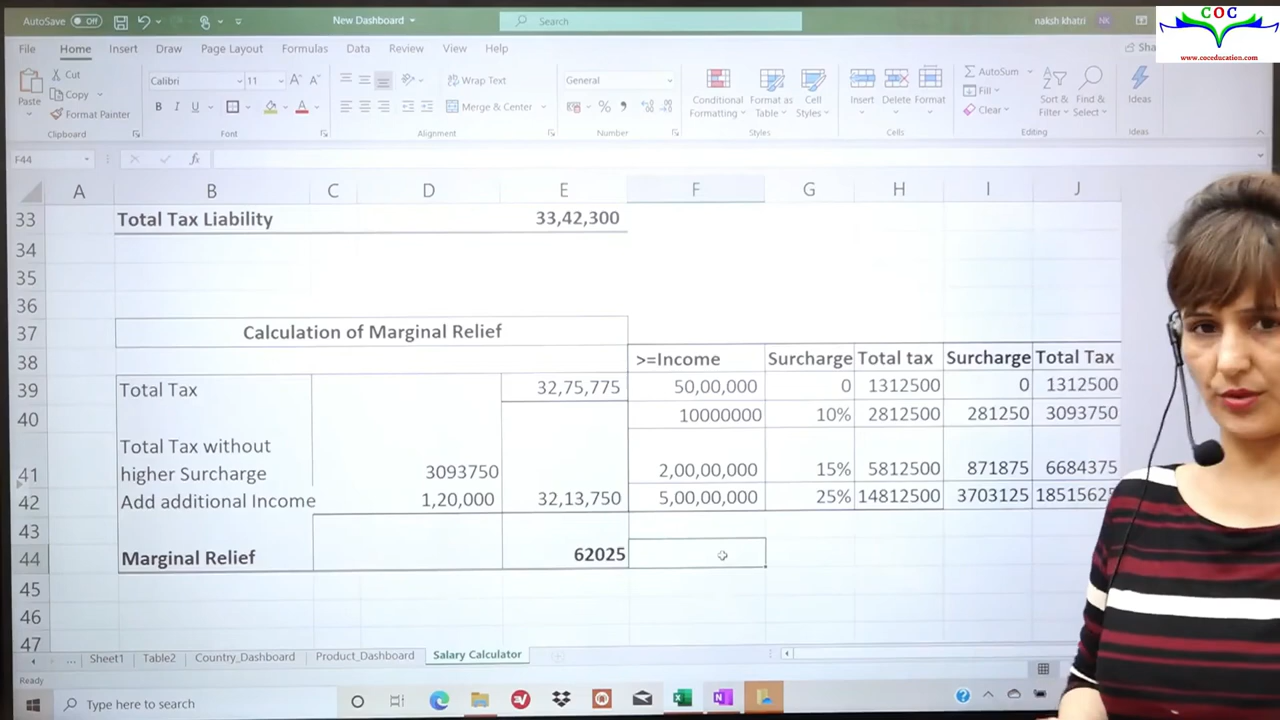 AutoSave Off
New Dashboard
Search
naksh khatri NK
COC
www.coceducation.com
File Home Insert Draw Page Layout Formulas Data Review View Help
Sha
Paste
Cut
Copy
Format Painter
Clipboard
Calibri 11
B I U
Font
Wrap Text
Merge & Center
Alignment
General
% ,
Number
Conditional Formatting
Format as Table
Cell Styles
Styles
Insert Delete Format
Cells
AutoSum
Fill
Clear
Sort & Filter
Find & Select
Editing
Ideas
Ideas
F44
fx
A B C D E F G H I J
33 Total Tax Liability 33,42,300
34
35
36
37 Calculation of Marginal Relief
38 >=Income Surcharge Total tax Surcharge Total Tax
39 Total Tax 32,75,775 50,00,000 0 1312500 0 1312500
40 10000000 10% 2812500 281250 3093750
Total Tax without
41 higher Surcharge 3093750 2,00,00,000 15% 5812500 871875 6684375
42 Add additional Income 1,20,000 32,13,750 5,00,00,000 25% 14812500 3703125 18515625
43
44 Marginal Relief 62025
45
46
47
... Sheet1 Table2 Country_Dashboard Product_Dashboard Salary Calculator
Ready
Type here to search